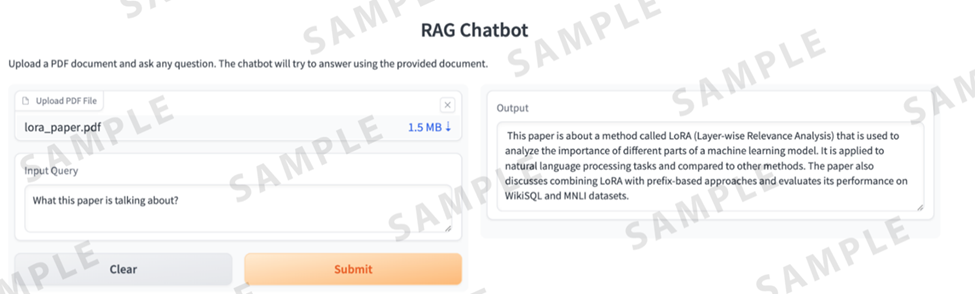 RAG Chatbot
Upload a PDF document and ask any question. The chatbot will try to answer using the provided document.
Upload PDF File
lora_paper.pdf
1.5 MB ↓
Input Query
What this paper is talking about?
Clear
Submit
Output
This paper is about a method called LoRA (Layer-wise Relevance Analysis) that is used to
analyze the importance of different parts of a machine learning model. It is applied to
natural language processing tasks and compared to other methods. The paper also
discusses combining LoRA with prefix-based approaches and evaluates its performance on
WikiSQL and MNLI datasets.
SAMPLE
SAMPLE
SAMPLE
SAMPLE
SAMPLE
SAMPLE
SAMPLE
SAMPLE
SAMPLE
SAMPLE
SAMPLE